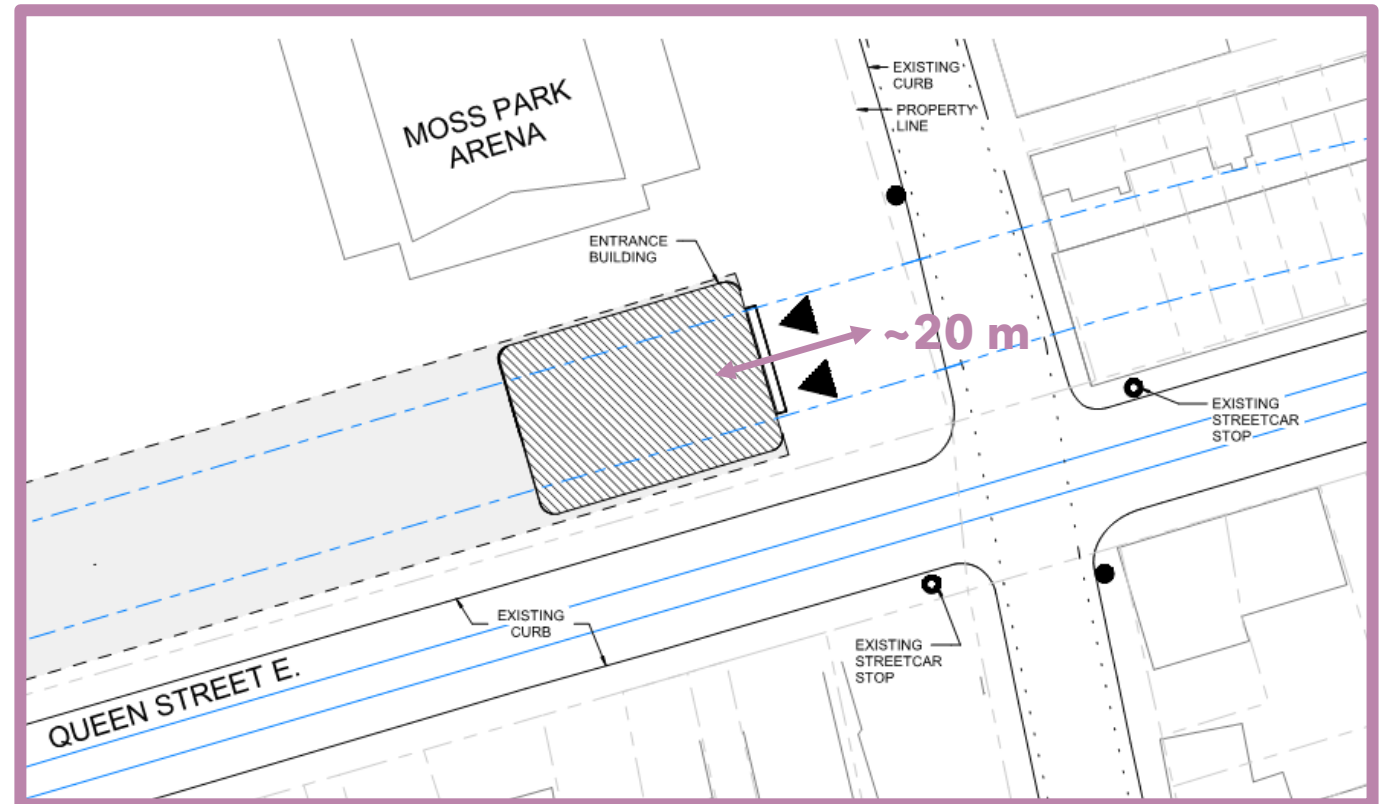 EXISTING
CURB
PROPERTY
LINE
MOSS PARK
ARENA
ENTRANCE
BUILDING
~20 m
EXISTING
STREETCAR
STOP
EXISTING
CURB
EXISTING
STREETCAR
STOP
QUEEN STREET E.